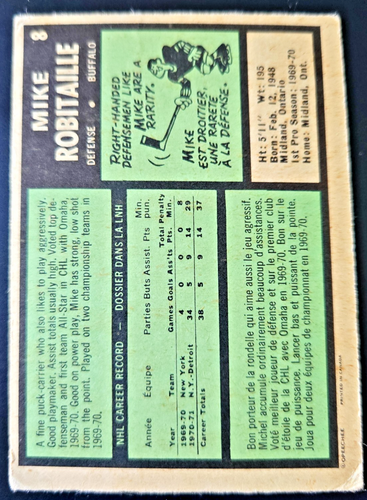 MIKE 8
ROBITAILLE
DEFENSE • BUFFALO
A fine puck-carrier who also likes to play aggressively.
Good playmaker; Assist totals usually high. Voted top de-
fenseman and first team All-Star in CHL with Omaha,
1969-70. Good on power play. Mike has strong, low shot
from the point. Played on two championship teams in
1969-70.
RIGHT-HANDED
DEFENSEMEN LIKE
MIKE ARE A
RARITY.
MIKE
EST DROITIER,
UNE RARETE
À LA DÉFENSE.
Ht: 5'11" Wt: 195
Born: Feb. 12, 1948
Midland, Ontario
1st Pro Season: 1969-70
Home: Midland, Ont.
NHL CAREER RECORD — DOSSIER DANS LA LNH
Min.
Année Équipe Parties Buts Assist. Pts pun.
Total Penalty
Year Team Games Goals Ass'ts Pts. Min.
1969-70 New York 4 0 0 0 8
1970-71 N.Y.-Detroit 34 5 9 14 29
Career Totals 38 5 9 14 37
Bon porteur de la rondelle qui aime aussi le jeu agressif.
Michel accumule ordinairement beaucoup d'assistances.
Voté meilleur joueur de défense et sur le premier club
d'étoile de la CHL avec Omaha en 1969-70. Bon sur le
jeu de puissance. Lancer bas et puissant de la pointe.
Joua pour deux équipes de championnat en 1969-70.
© OPEECHEE PRINTED IN CANADA